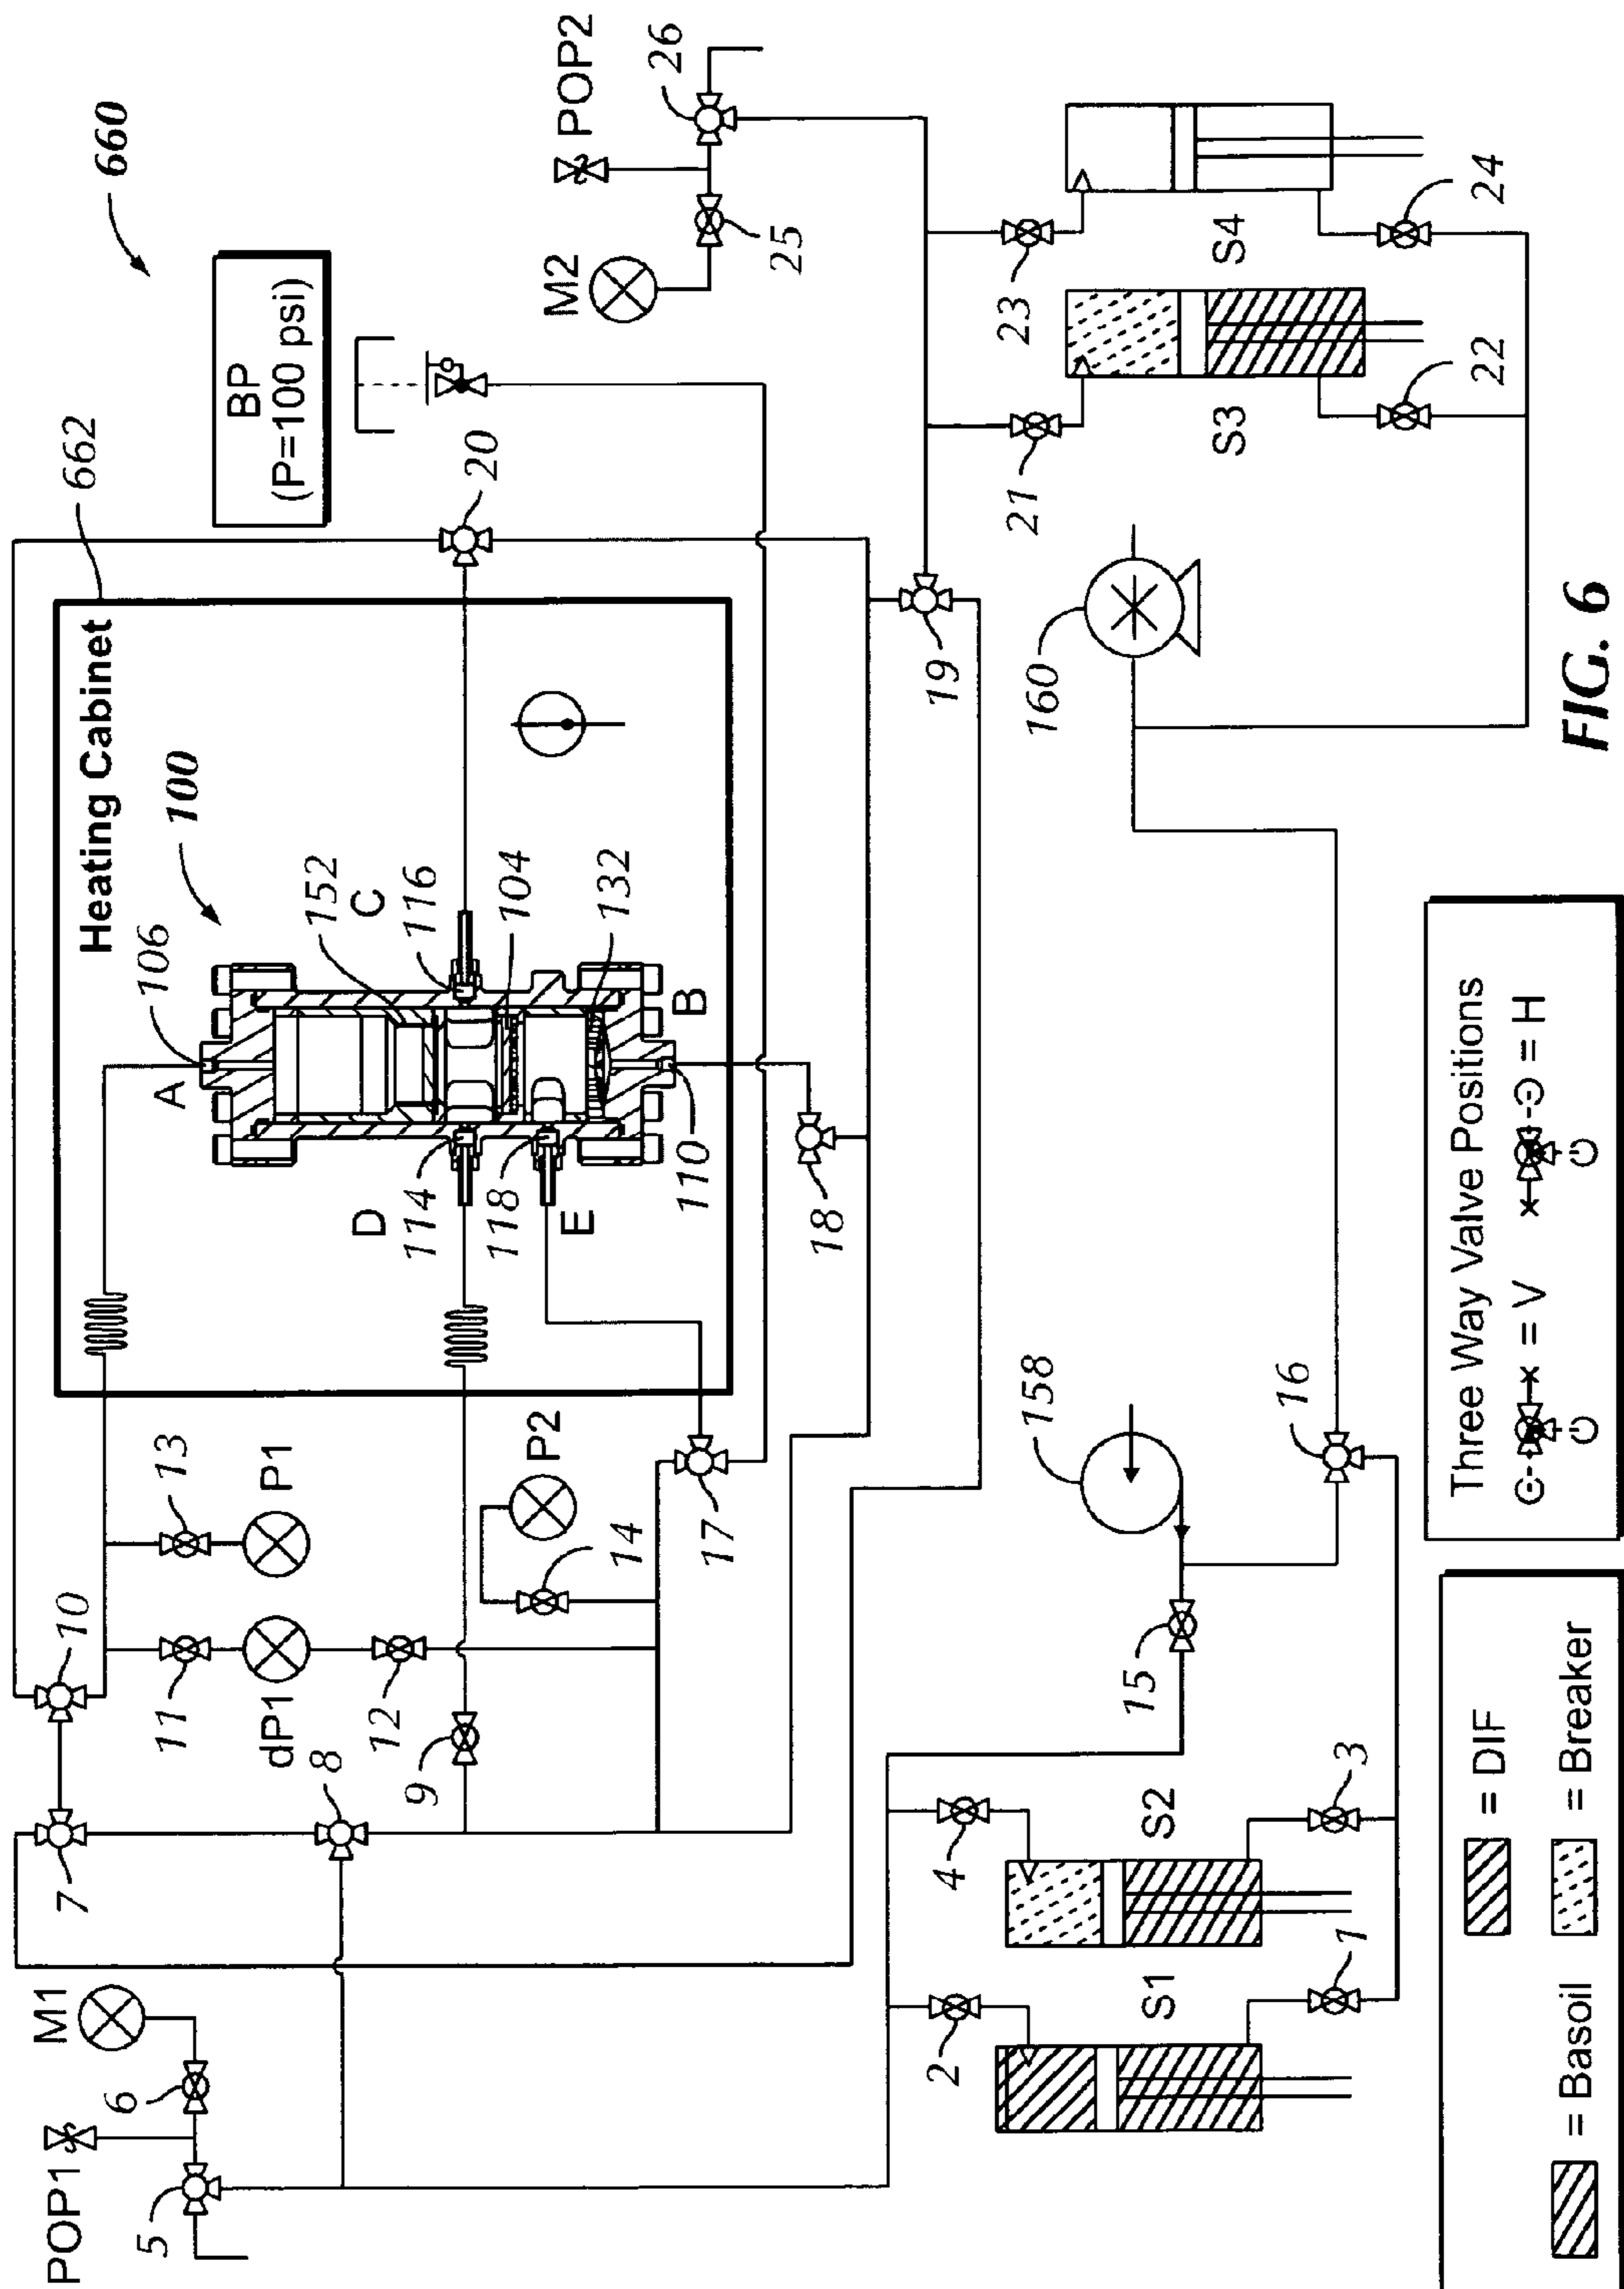 660
BP
(P=100 psi)
662
POP2
26
M2
25
Heating Cabinet
100
106
A
152
C
116
104
132
B
110
D
114
118
E
20
POP1
5
6
M1
7
10
8
11
dP1
12
9
13
P1
P2
14
17
18
19
21
23
S3
S4
22
24
160
158
15
16
2
4
S1
S2
1
3
= DIF
= Basoil
= Breaker
Three Way Valve Positions
= V
= H
FIG. 6